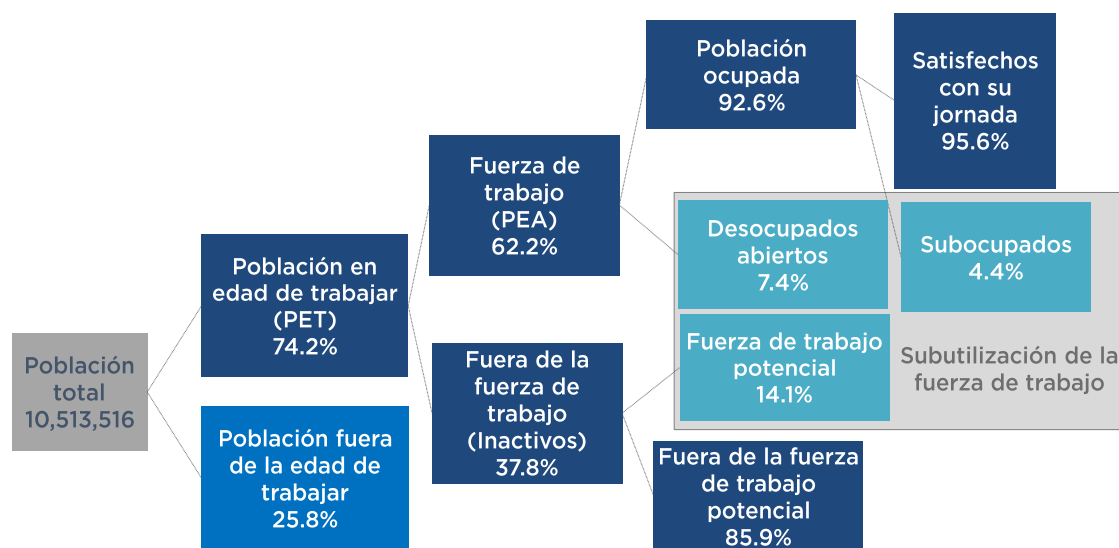 Población
total
10,513,516
Población en
edad de trabajar
(PET)
74.2%
Población fuera
de la edad de
trabajar
25.8%
Fuerza de
trabajo
(PEA)
62.2%
Fuera de la
fuerza de
trabajo
(Inactivos)
37.8%
Población
ocupada
92.6%
Desocupados
abiertos
7.4%
Fuerza de trabajo
potencial
14.1%
Fuera de la fuerza
de trabajo
potencial
85.9%
Satisfechos
con su
jornada
95.6%
Subocupados
4.4%
Subutilización de la
fuerza de trabajo